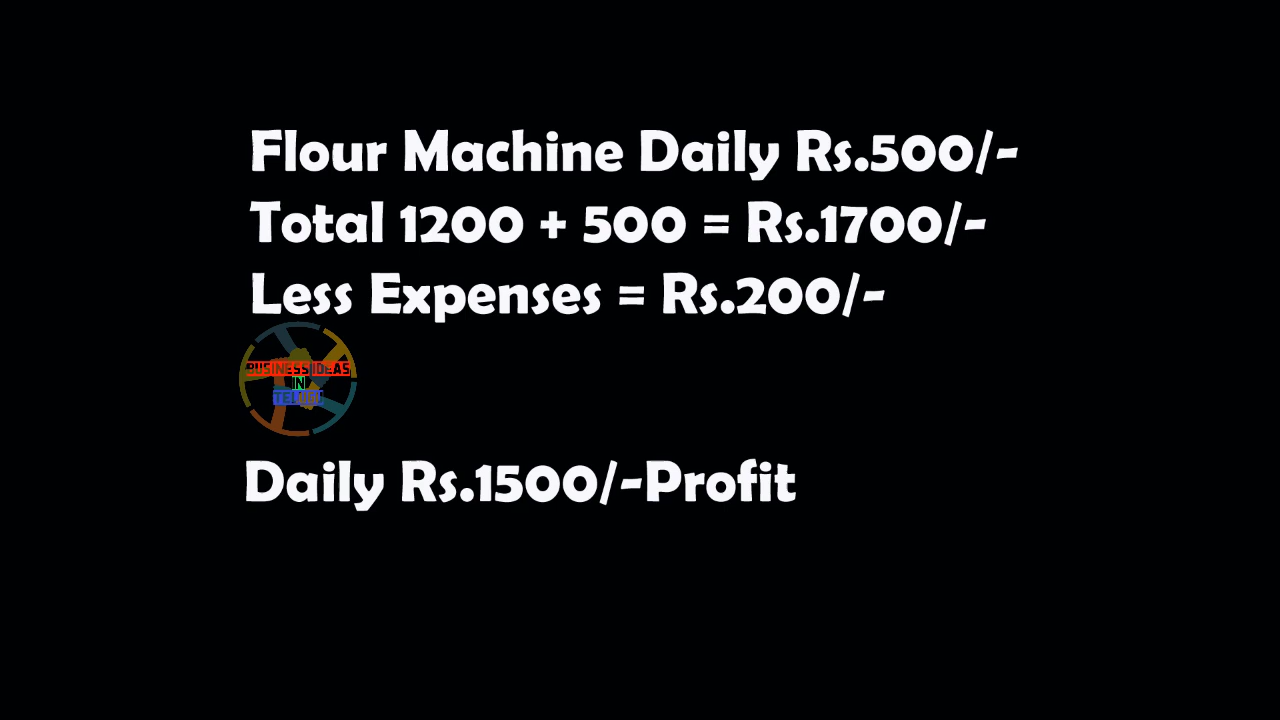 Flour Machine Daily Rs.500/-
Total 1200 + 500 = Rs.1700/-
Less Expenses = Rs.200/-
BUSINESS IDEAS
IN
TELUGU
Daily Rs.1500/-Profit